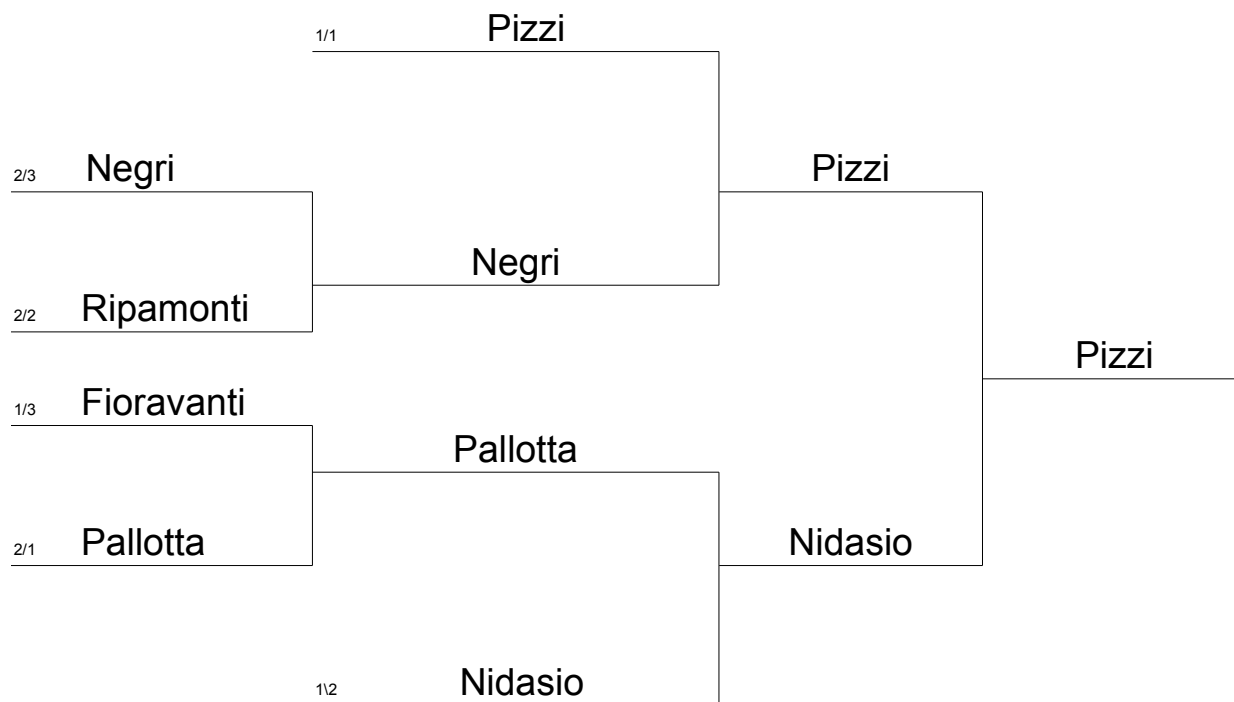 1/1 Pizzi
2/3 Negri
Pizzi
Negri
2/2 Ripamonti
Pizzi
1/3 Fioravanti
Pallotta
2/1 Pallotta
Nidasio
1\2 Nidasio